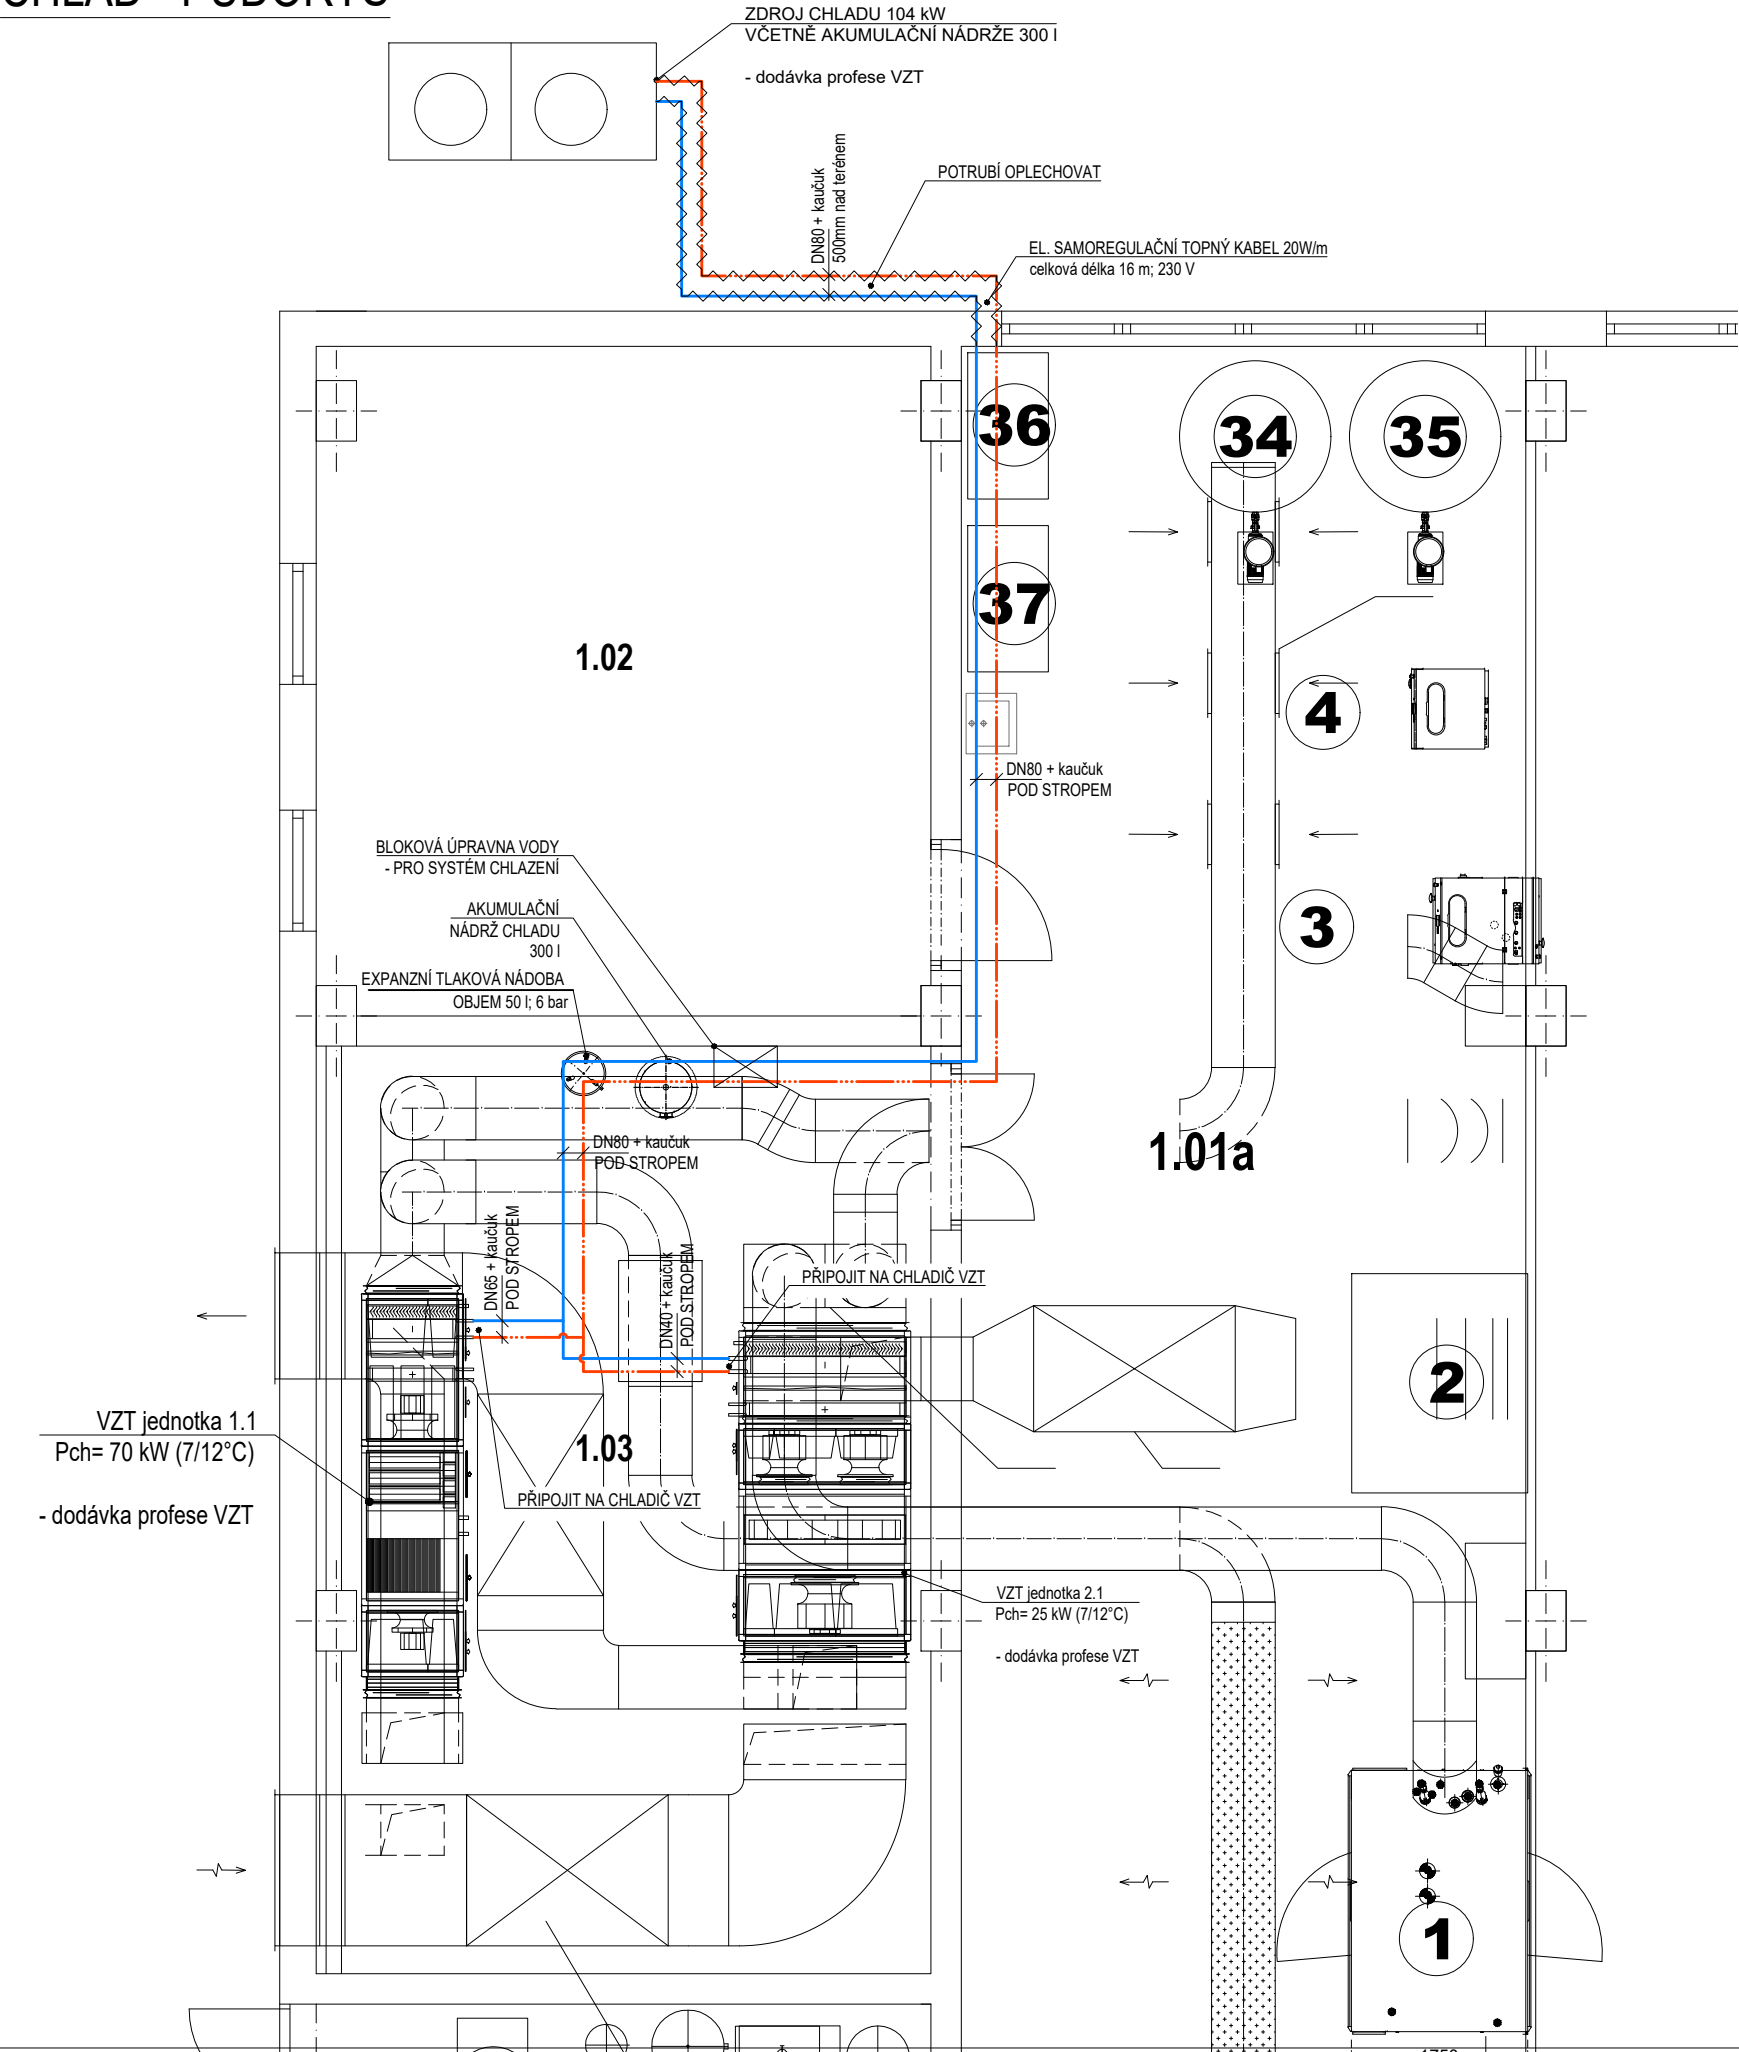 ZDROJ CHLADU 104 kW
VČETNĚ AKUMULAČNÍ NÁDRŽE 300 l
- dodávka profese VZT
DN80 + kaučuk
500mm nad terénem
POTRUBÍ OPLECHOVAT
EL. SAMOREGULAČNÍ TOPNÝ KABEL 20W/m
celková délka 16 m; 230 V
36
34
35
37
1.02
4
DN80 + kaučuk
POD STROPEM
BLOKOVÁ ÚPRAVNA VODY
- PRO SYSTÉM CHLAZENÍ
AKUMULAČNÍ
NÁDRŽ CHLADU
300 l
3
EXPANZNÍ TLAKOVÁ NÁDOBA
OBJEM 50 l; 6 bar
DN80 + kaučuk
POD STROPEM
1.01a
DN65 + kaučuk
POD STROPEM
DN40 + kaučuk
POD STROPEM
PŘIPOJIT NA CHLADIČ VZT
2
VZT jednotka 1.1
Pch= 70 kW (7/12°C)
- dodávka profese VZT
1.03
PŘIPOJIT NA CHLADIČ VZT
VZT jednotka 2.1
Pch= 25 kW (7/12°C)
- dodávka profese VZT
1